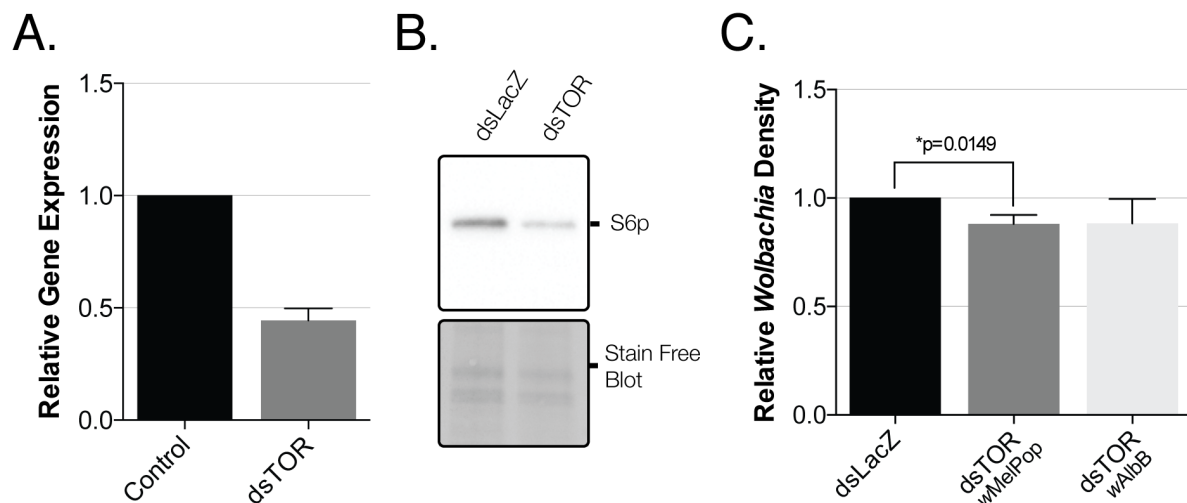 A.
Relative Gene Expression
1.5
1.0
0.5
0.0
Control
dsTOR
B.
dsLacZ
dsTOR
S6p
Stain Free
Blot
C.
Relative Wolbachia Density
1.5
1.0
0.5
0.0
*p=0.0149
dsLacZ
dsTOR
wMelPop
dsTOR
wAlbB